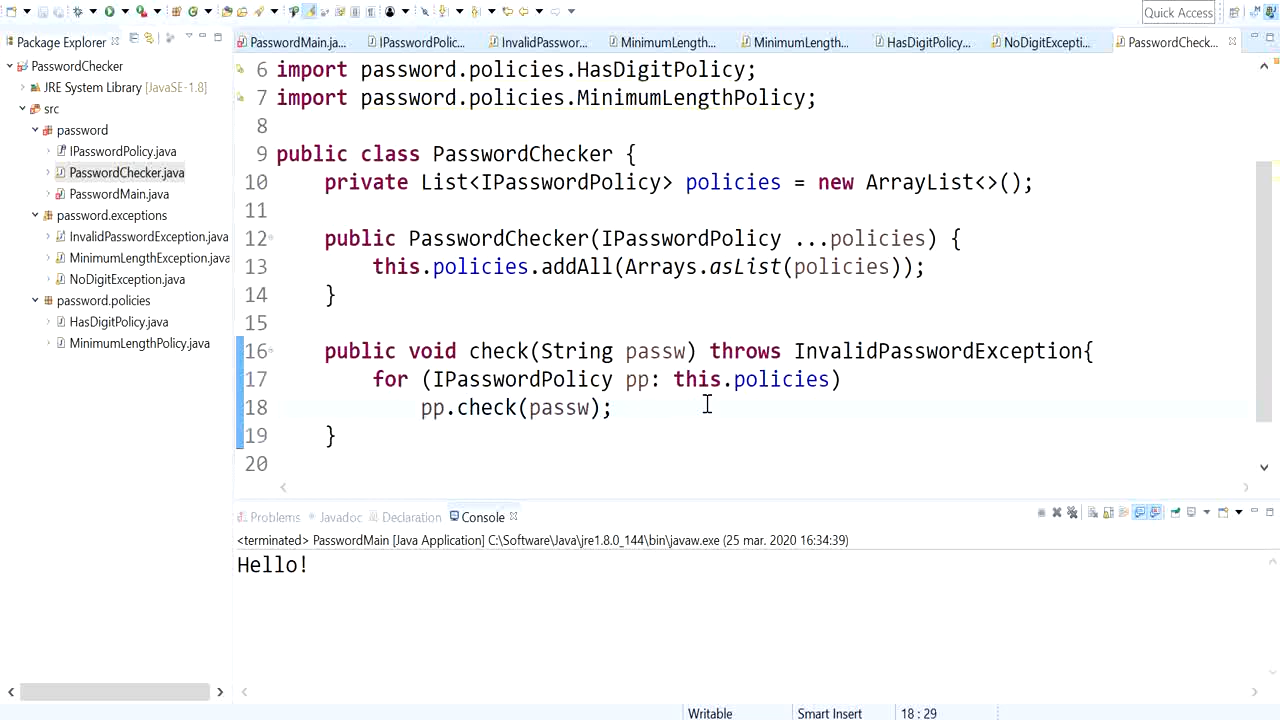 Quick Access
Package Explorer
PasswordChecker
JRE System Library [JavaSE-1.8]
src
password
IPasswordPolicy.java
PasswordChecker.java
PasswordMain.java
password.exceptions
InvalidPasswordException.java
MinimumLengthException.java
NoDigitException.java
password.policies
HasDigitPolicy.java
MinimumLengthPolicy.java
PasswordMain.ja... IPasswordPolic... InvalidPasswor... MinimumLength... MinimumLength... HasDigitPolicy.... NoDigitExcepti... PasswordCheck...
6 import password.policies.HasDigitPolicy;
7 import password.policies.MinimumLengthPolicy;
8
9 public class PasswordChecker {
10 private List<IPasswordPolicy> policies = new ArrayList<>();
11
12 public PasswordChecker(IPasswordPolicy ...policies) {
13 this.policies.addAll(Arrays.asList(policies));
14 }
15
16 public void check(String passw) throws InvalidPasswordException{
17 for (IPasswordPolicy pp: this.policies)
18 pp.check(passw);
19 }
20
Problems Javadoc Declaration Console
<terminated> PasswordMain [Java Application] C:\Software\Java\jre1.8.0_144\bin\javaw.exe (25 mar. 2020 16:34:39)
Hello!
Writable Smart Insert 18 : 29